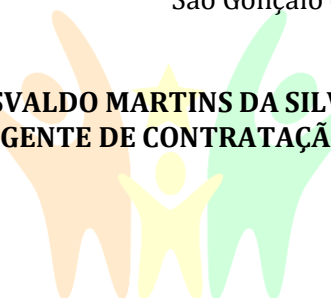 São Gonçalo
SVALDO MARTINS DA SILV
GENTE DE CONTRATAÇÃ